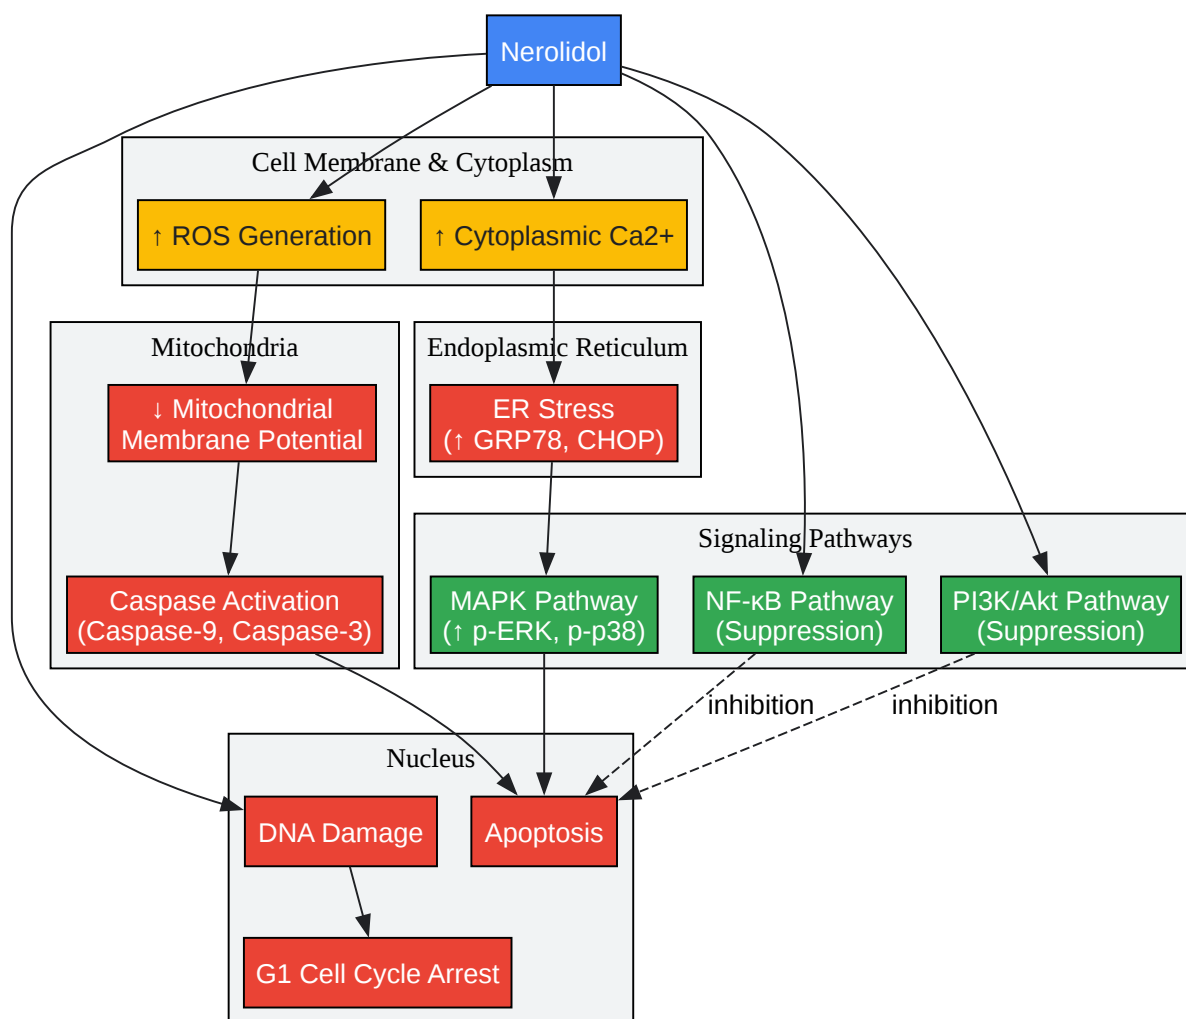 Nerolidol
Cell Membrane & Cytoplasm
↑ ROS Generation
↑ Cytoplasmic Ca2+
Mitochondria
Endoplasmic Reticulum
↓ Mitochondrial
Membrane Potential
ER Stress
(↑ GRP78, CHOP)
Signaling Pathways
Caspase Activation
(Caspase-9, Caspase-3)
MAPK Pathway
(↑ p-ERK, p-p38)
NF-κB Pathway
(Suppression)
PI3K/Akt Pathway
(Suppression)
inhibition
inhibition
Nucleus
DNA Damage
Apoptosis
G1 Cell Cycle Arrest